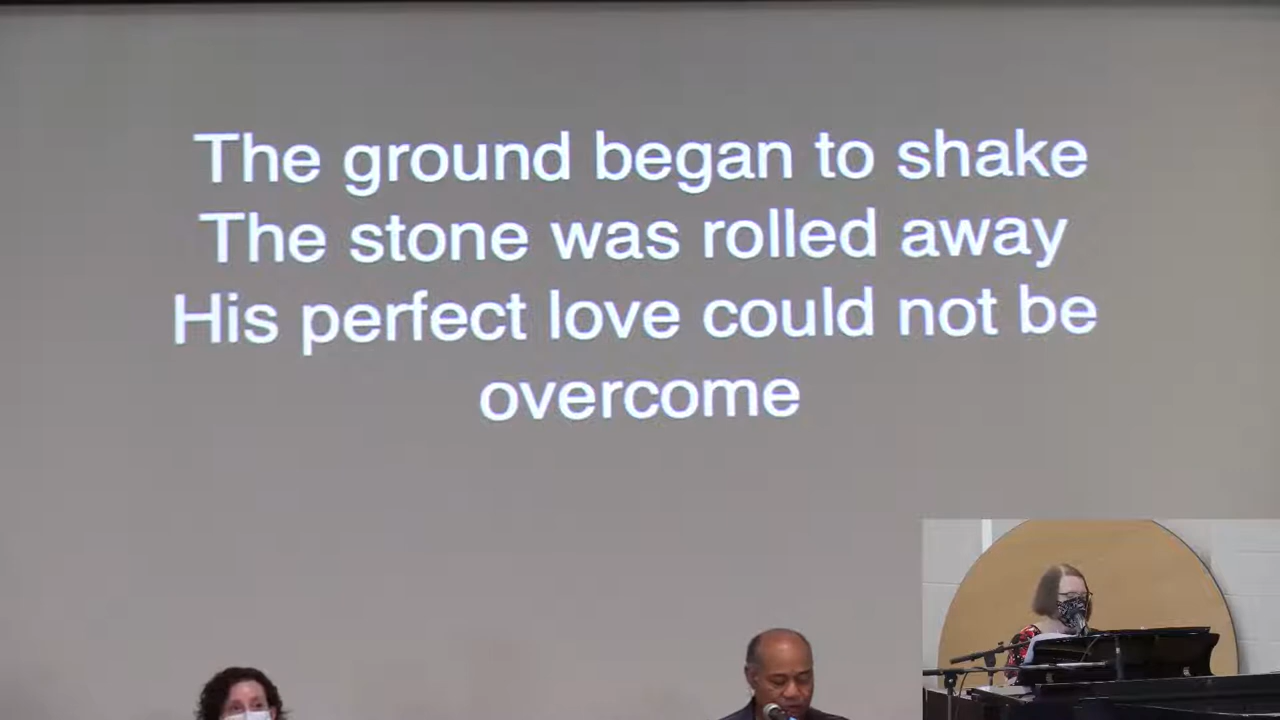 The ground began to shake
The stone was rolled away
His perfect love could not be
overcome